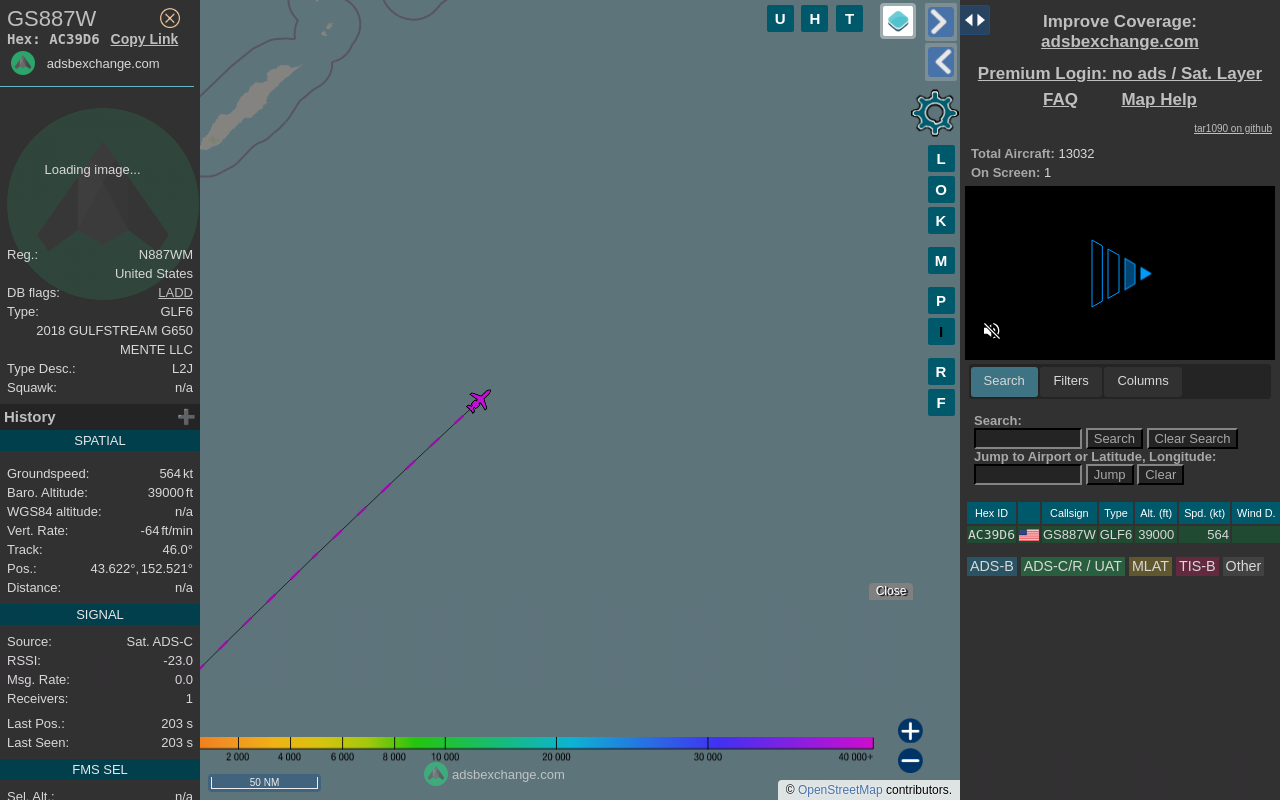 GS887W
Hex: AC39D6 Copy Link
adsbexchange.com
Loading image...
Reg.: N887WM
United States
DB flags: LADD
Type: GLF6
2018 GULFSTREAM G650
MENTE LLC
Type Desc.: L2J
Squawk: n/a
History
SPATIAL
Groundspeed: 564 kt
Baro. Altitude: 39000 ft
WGS84 altitude: n/a
Vert. Rate: -64 ft/min
Track: 46.0°
Pos.: 43.622°, 152.521°
Distance: n/a
SIGNAL
Source: Sat. ADS-C
RSSI: -23.0
Msg. Rate: 0.0
Receivers: 1
Last Pos.: 203 s
Last Seen: 203 s
FMS SEL
Sel. Alt.: n/a
U H T
L
O
K
M
P
I
R
F
Close
2 000 4 000 6 000 8 000 10 000 20 000 30 000 40 000+
50 NM
adsbexchange.com
© OpenStreetMap contributors.
Improve Coverage:
adsbexchange.com
Premium Login: no ads / Sat. Layer
FAQ Map Help
tar1090 on github
Total Aircraft: 13032
On Screen: 1
Search Filters Columns
Search:
Search Clear Search
Jump to Airport or Latitude, Longitude:
Jump Clear
Hex ID Callsign Type Alt. (ft) Spd. (kt) Wind D.
AC39D6 GS887W GLF6 39000 564
ADS-B ADS-C/R / UAT MLAT TIS-B Other